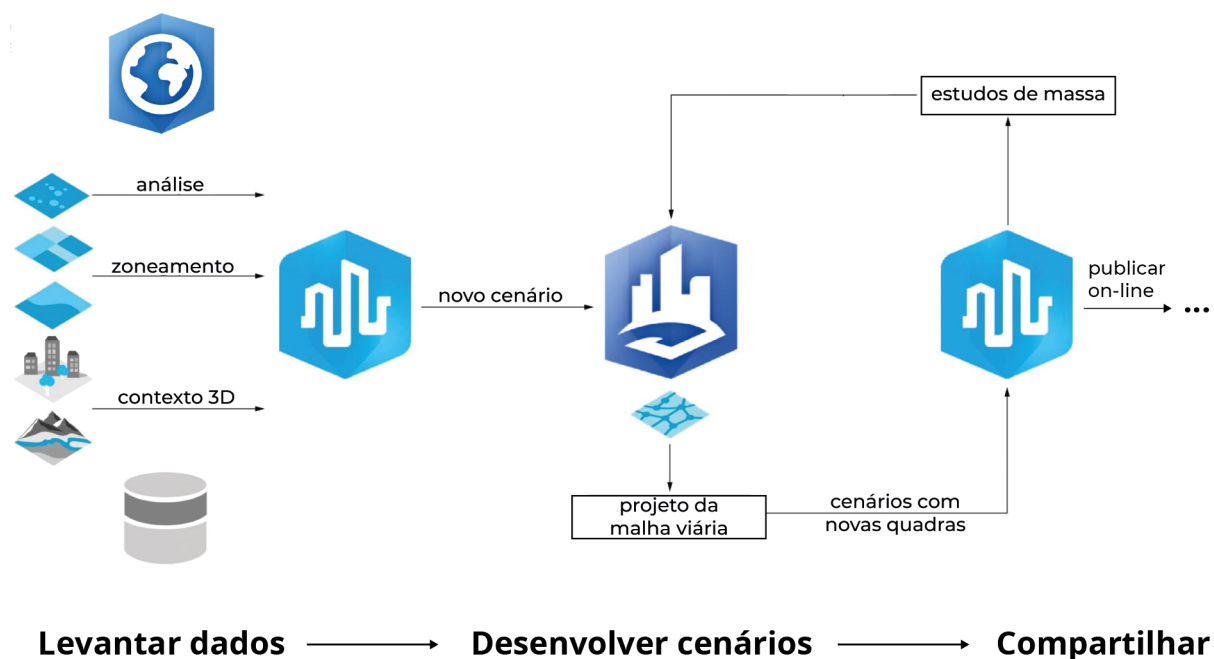 estudos de massa
análise
zoneamento
novo cenário
publicar
on-line
...
contexto 3D
projeto da
malha viária
cenários com
novas quadras
Levantar dados
Desenvolver cenários
Compartilhar